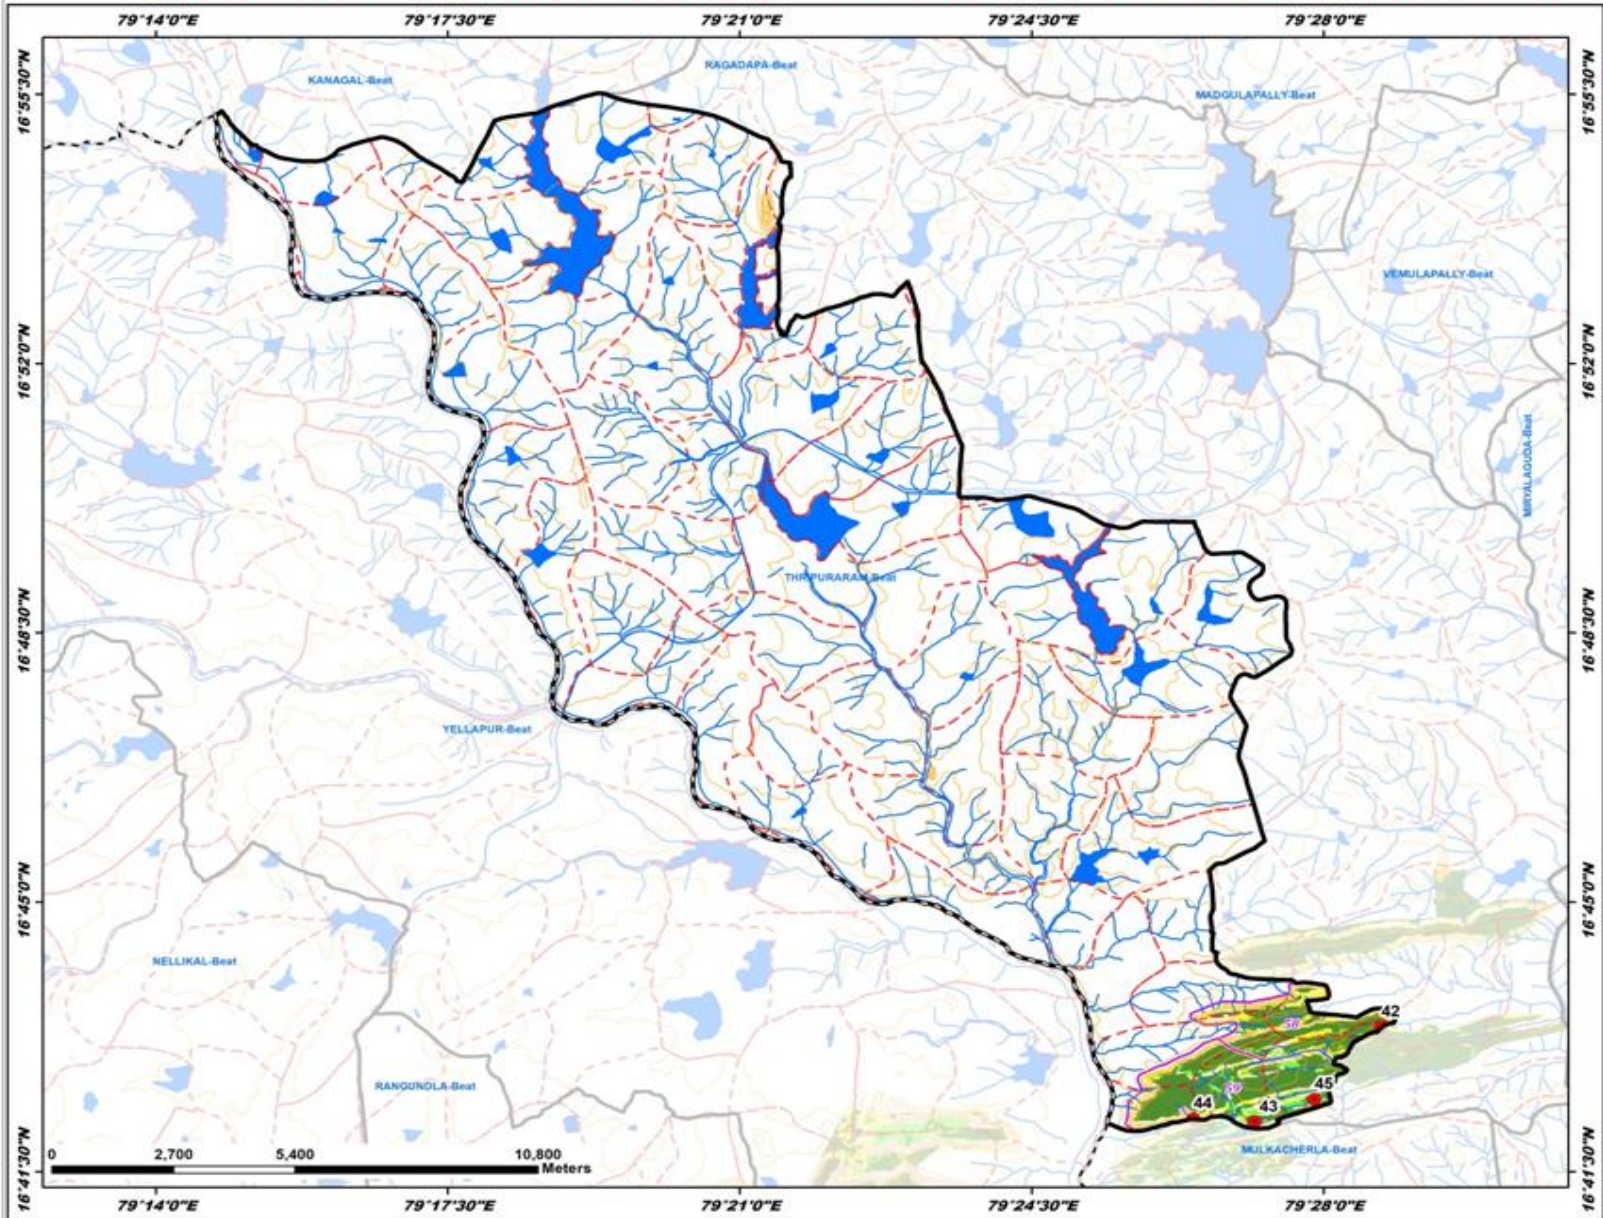 79°14'0"E 79°17'30"E 79°21'0"E 79°24'30"E 79°28'0"E
16°55'30"N
16°55'30"N
KANAGAL-Beat
RAGADAPA-Beat
MADGULAPALLY-Beat
VEMULAPALLY-Beat
16°52'0"N
16°52'0"N
MIRYALAGUDA-Beat
THRIPURARAM-Beat
16°48'30"N
16°48'30"N
YELLAPUR-Beat
16°45'0"N
16°45'0"N
NELLIKAL-Beat
42
58
RANGUNDLA-Beat
59
45
44
43
MULKACHERLA-Beat
16°41'30"N
16°41'30"N
0 2,700 5,400 10,800
Meters
79°14'0"E 79°17'30"E 79°21'0"E 79°24'30"E 79°28'0"E